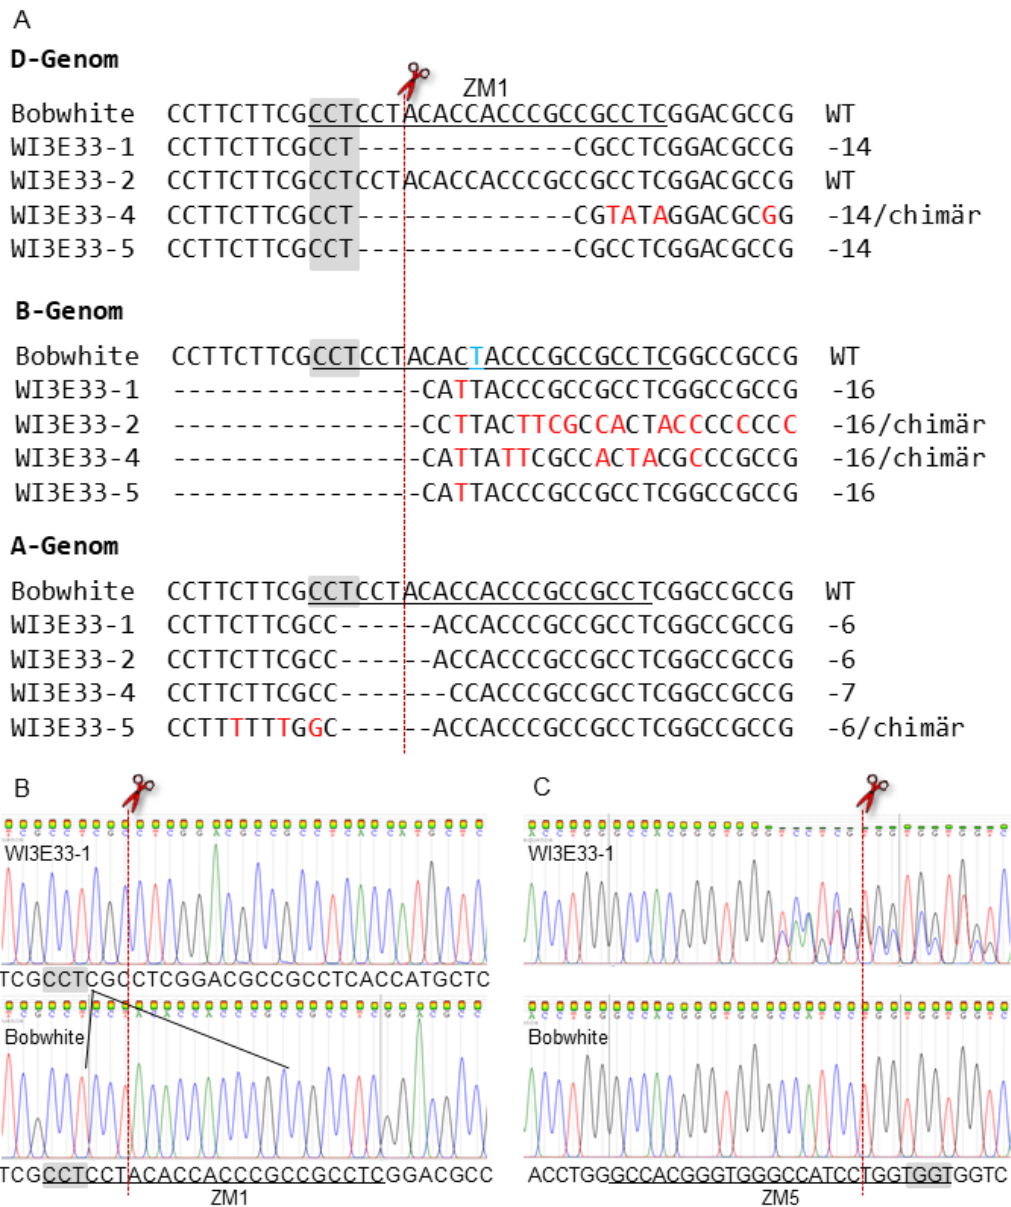 A
D-Genom
ZM1
Bobwhite CCTTCTTCGCCTCCTACACCACCCGCCGCCTCGGACGCCG WT
WI3E33-1 CCTTCTTCGCCT--------------CGCCTCGGACGCCG -14
WI3E33-2 CCTTCTTCGCCTCCTACACCACCCGCCGCCTCGGACGCCG WT
WI3E33-4 CCTTCTTCGCCT--------------CGTATAGGACGCGG -14/chimär
WI3E33-5 CCTTCTTCGCCT--------------CGCCTCGGACGCCG -14
B-Genom
Bobwhite CCTTCTTCGCCTCCTACACTACCCGCCGCCTCGGCCGCCG WT
WI3E33-1 ----------------CATTACCCGCCGCCTCGGCCGCCG -16
WI3E33-2 ----------------CCTTACTTCGCCACTACCCCCCCC -16/chimär
WI3E33-4 ----------------CATTATTCGCCACTACGCCCGCCG -16/chimär
WI3E33-5 ----------------CATTACCCGCCGCCTCGGCCGCCG -16
A-Genom
Bobwhite CCTTCTTCGCCTCCTACACCACCCGCCGCCTCGGCCGCCG WT
WI3E33-1 CCTTCTTCGCC------ACCACCCGCCGCCTCGGCCGCCG -6
WI3E33-2 CCTTCTTCGCC------ACCACCCGCCGCCTCGGCCGCCG -6
WI3E33-4 CCTTCTTCGCC-------CCACCCGCCGCCTCGGCCGCCG -7
WI3E33-5 CCTTTTTTGGC------ACCACCCGCCGCCTCGGCCGCCG -6/chimär
B
WI3E33-1
TCGCCTCGCCTCGGACGCCGCCTCACCATGCTC
Bobwhite
TCGCCTCCTACACCACCCGCCGCCTCGGACGCC
ZM1
C
WI3E33-1
Bobwhite
ACCTGGGCCACGGGTGGGCCATCCTGGTGGTGGTC
ZM5